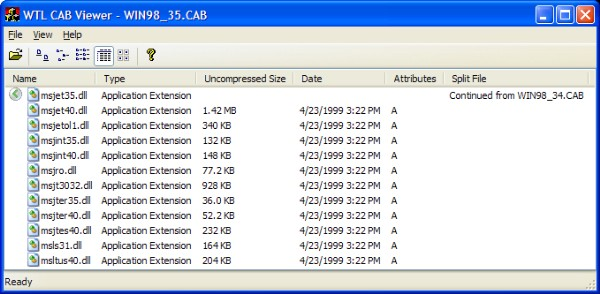 WTL CAB Viewer - WIN98_35.CAB
File View Help
Name Type Uncompressed Size Date Attributes Split File
msjet35.dll Application Extension Continued from WIN98_34.CAB
msjet40.dll Application Extension 1.42 MB 4/23/1999 3:22 PM A
msjetol1.dll Application Extension 340 KB 4/23/1999 3:22 PM A
msjint35.dll Application Extension 132 KB 4/23/1999 3:22 PM A
msjint40.dll Application Extension 148 KB 4/23/1999 3:22 PM A
msjro.dll Application Extension 77.2 KB 4/23/1999 3:22 PM A
msjt3032.dll Application Extension 928 KB 4/23/1999 3:22 PM A
msjter35.dll Application Extension 36.0 KB 4/23/1999 3:22 PM A
msjter40.dll Application Extension 52.2 KB 4/23/1999 3:22 PM A
msjtes40.dll Application Extension 232 KB 4/23/1999 3:22 PM A
msls31.dll Application Extension 164 KB 4/23/1999 3:22 PM A
msltus40.dll Application Extension 204 KB 4/23/1999 3:22 PM A
Ready